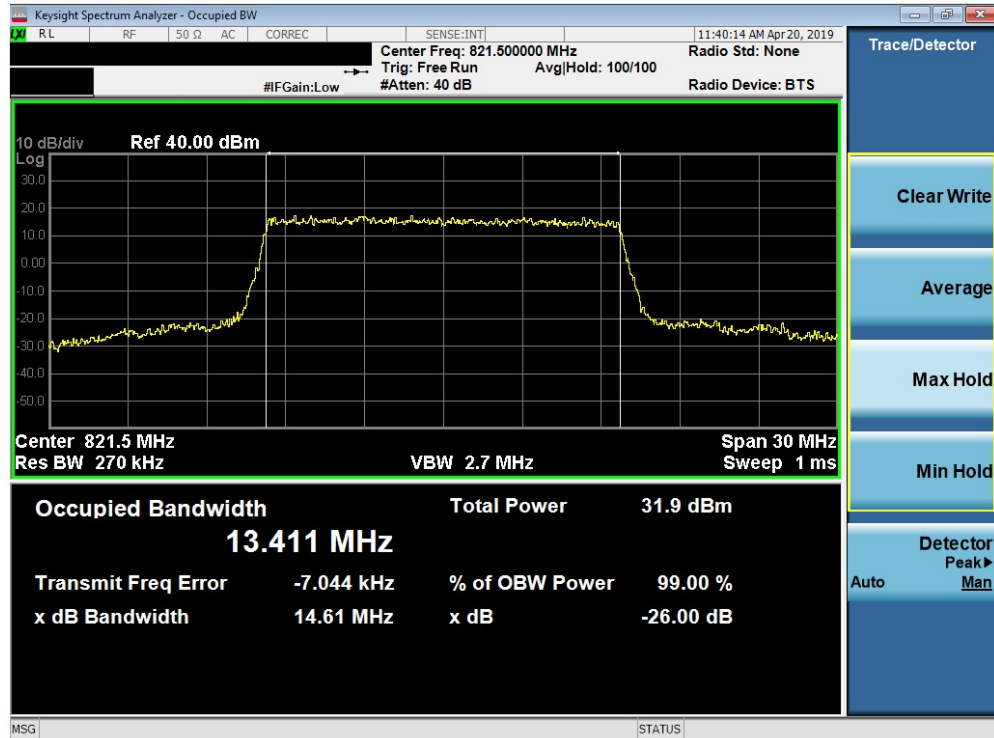 Keysight Spectrum Analyzer - Occupied BW
LXI RL RF 50 Ω AC CORREC SENSE:INT 11:40:14 AM Apr 20, 2019
Center Freq: 821.500000 MHz Radio Std: None
Trig: Free Run Avg|Hold: 100/100
#IFGain:Low #Atten: 40 dB Radio Device: BTS
Trace/Detector
10 dB/div Ref 40.00 dBm
Log
30.0
20.0
10.0
0.00
-10.0
-20.0
-30.0
-40.0
-50.0
Center 821.5 MHz Span 30 MHz
Res BW 270 kHz VBW 2.7 MHz Sweep 1 ms
Occupied Bandwidth Total Power 31.9 dBm
13.411 MHz
Transmit Freq Error -7.044 kHz % of OBW Power 99.00 %
x dB Bandwidth 14.61 MHz x dB -26.00 dB
Clear Write
Average
Max Hold
Min Hold
Detector
Peak▶
Auto Man
MSG STATUS